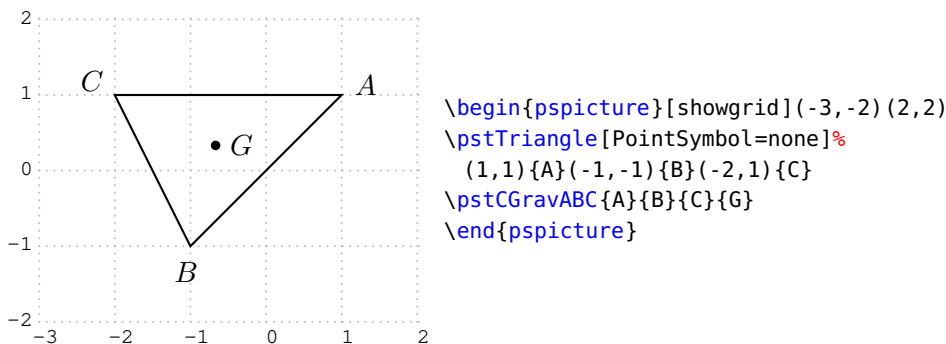 2
1
0
−1
−2
−3 −2 −1 0 1 2
C
A
G
B
\begin{pspicture}[showgrid](-3,-2)(2,2)
\pstTriangle[PointSymbol=none]%
(1,1){A}(-1,-1){B}(-2,1){C}
\pstCGravABC{A}{B}{C}{G}
\end{pspicture}